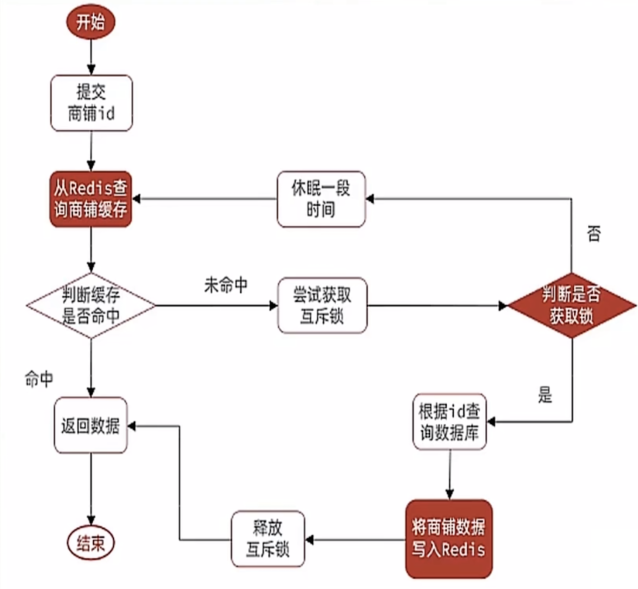 开始
提交
商铺id
从Redis查
询商铺缓存
休眠一段
时间
否
判断缓存
是否命中
未命中
尝试获取
互斥锁
判断是否
获取锁
命中
是
返回数据
根据id查
询数据库
结束
释放
互斥锁
将商铺数据
写入Redis